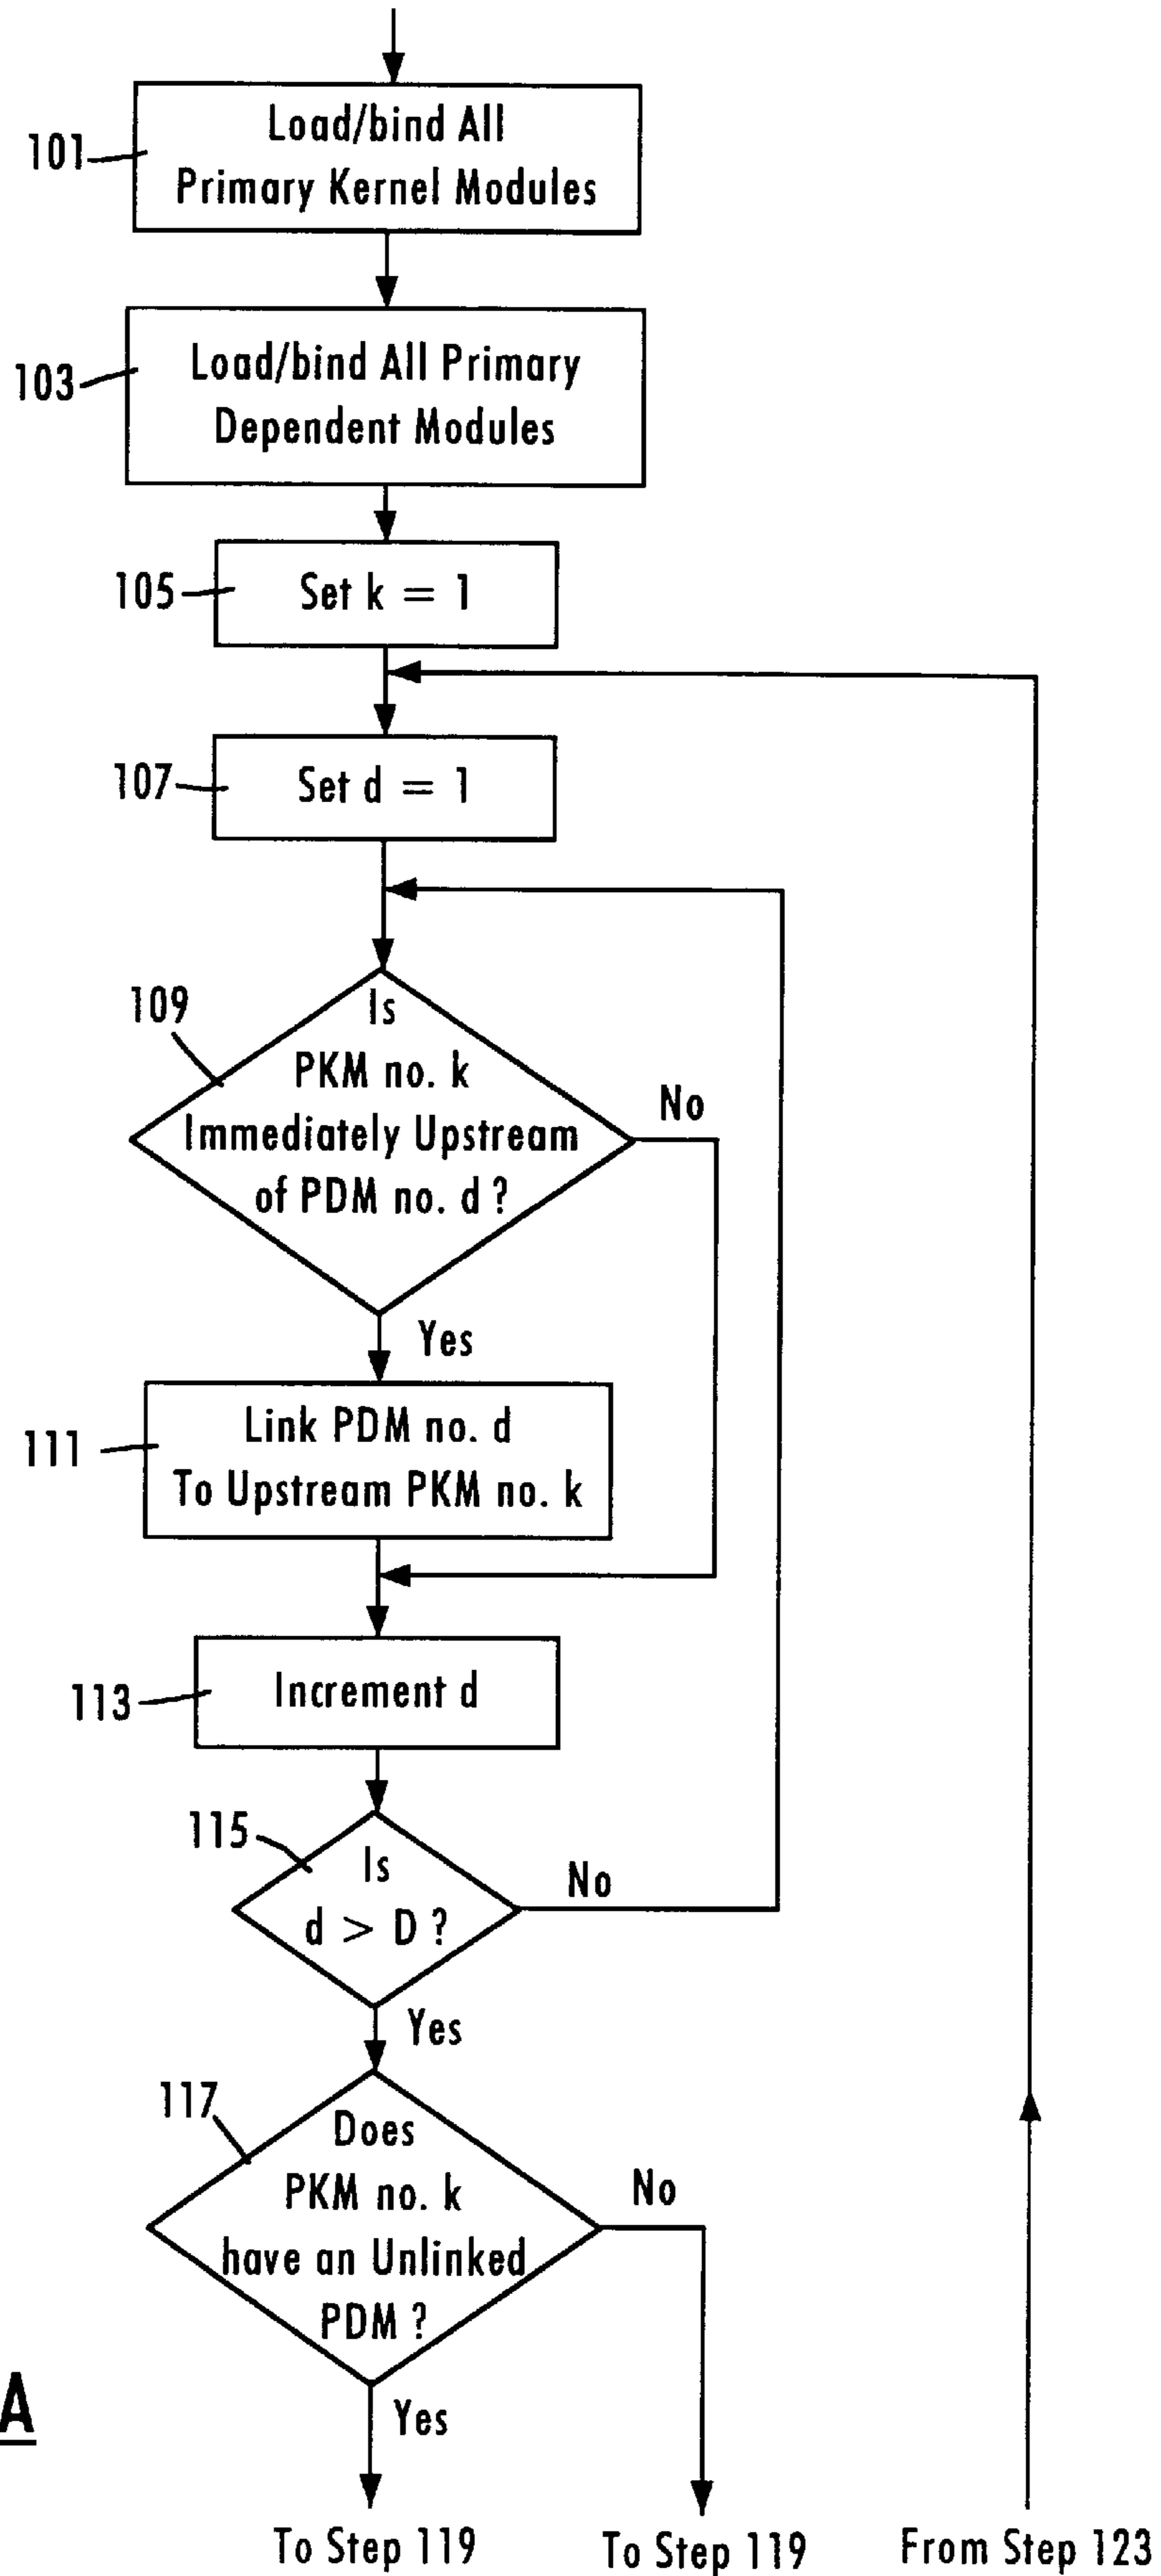 101
Load/bind All
Primary Kernel Modules
103
Load/bind All Primary
Dependent Modules
105
Set k = 1
107
Set d = 1
109
Is
PKM no. k
Immediately Upstream
of PDM no. d ?
No
Yes
111
Link PDM no. d
To Upstream PKM no. k
113
Increment d
115
Is
d > D ?
No
Yes
117
Does
PKM no. k
have an Unlinked
PDM ?
No
Yes
A
To Step 119
To Step 119
From Step 123